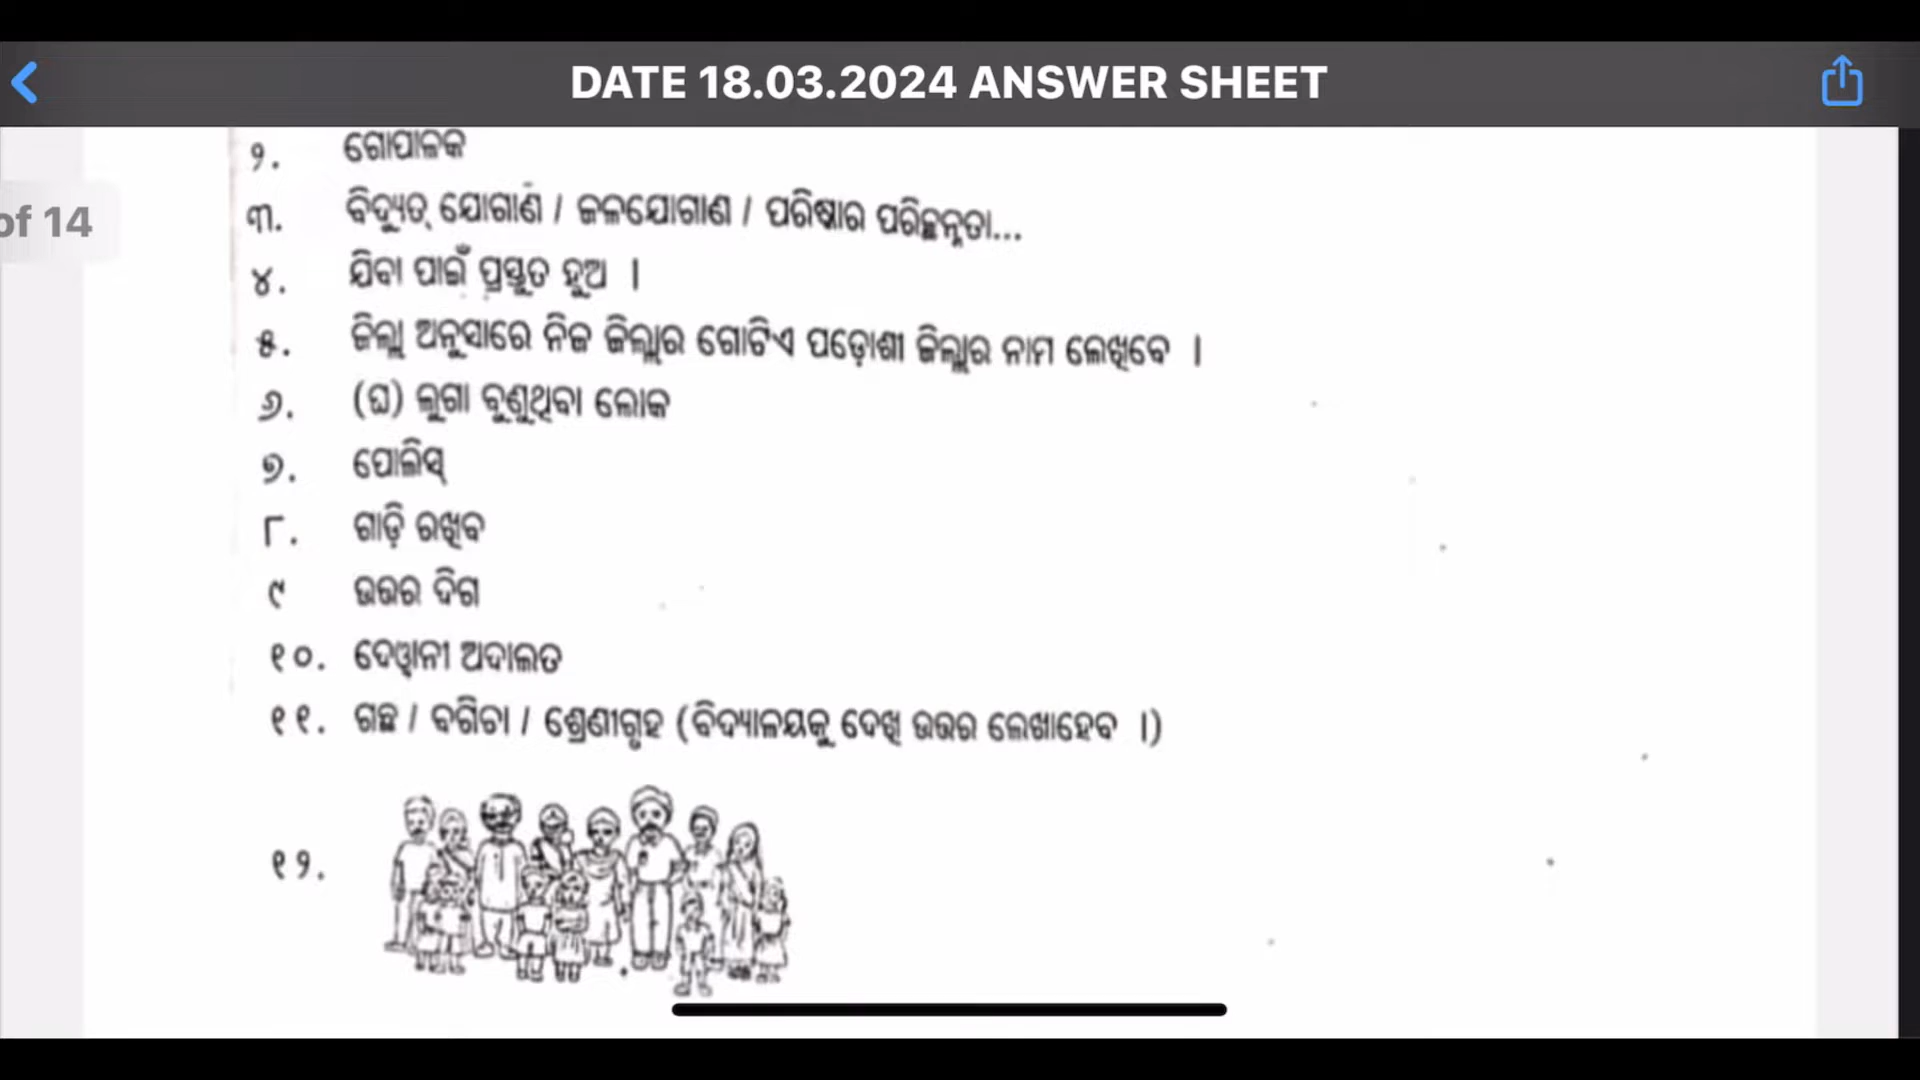 DATE 18.03.2024 ANSWER SHEET
of 14
୨. ଗୋପାଳକ
୩. ବିଦ୍ୟୁତ୍ ଯୋଗାଣ / ଜଳଯୋଗାଣ / ପରିଷ୍କାର ପରିଚ୍ଛନ୍ନତା...
୪. ଯିବା ପାଇଁ ପ୍ରସ୍ତୁତ ହୁଅ ।
୫. ଜିଲ୍ଲା ଅନୁସାରେ ନିଜ ଜିଲ୍ଲାର ଗୋଟିଏ ପଡ଼ୋଶୀ ଜିଲ୍ଲାର ନାମ ଲେଖିବେ ।
୬. (ଘ) ଲୁଗା ବୁଣୁଥିବା ଲୋକ
୭. ପୋଲିସ୍
୮. ଗାଡ଼ି ରଖିବ
୯ ଉତ୍ତର ଦିଗ
୧୦. ଦେୱାନୀ ଅଦାଲତ
୧୧. ଗଛ / ବଗିଚା / ଶ୍ରେଣୀଗୃହ (ବିଦ୍ୟାଳୟକୁ ଦେଖି ଉତ୍ତର ଲେଖାହେବ ।)
୧୨.